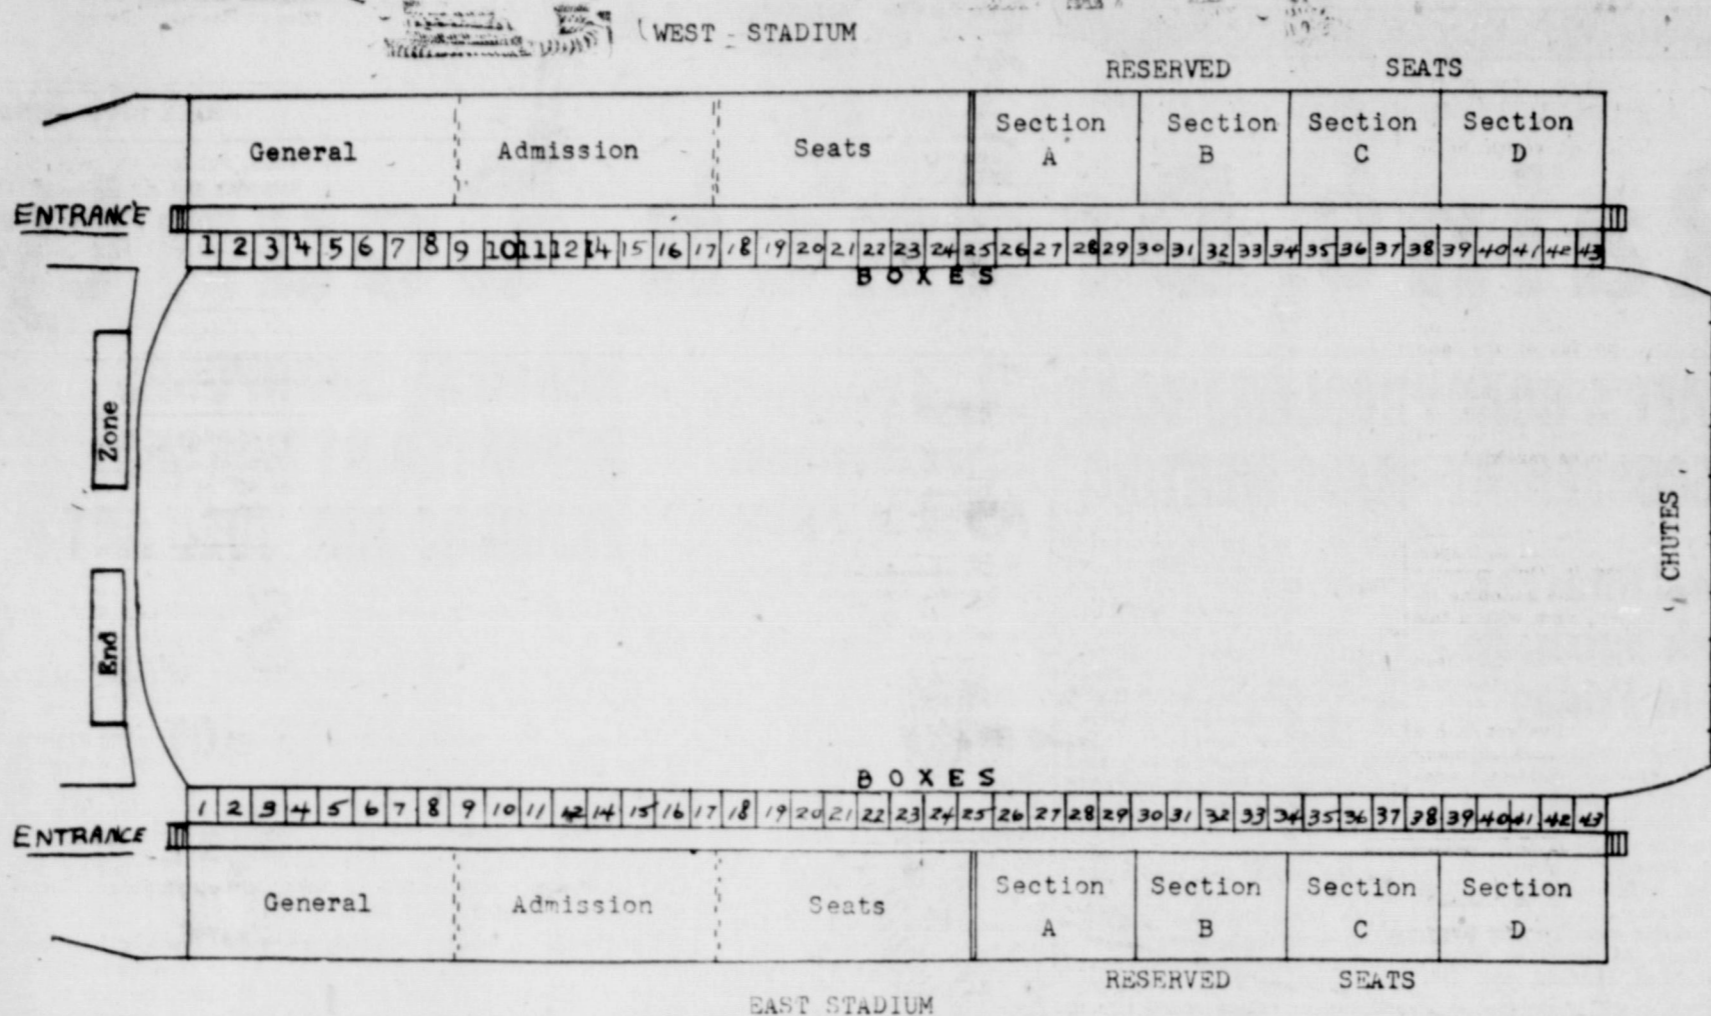 WEST - STADIUM
RESERVED SEATS
General Admission Seats Section A Section B Section C Section D
ENTRANCE
1 2 3 4 5 6 7 8 9 10 11 12 14 15 16 17 18 19 20 21 22 23 24 25 26 27 28 29 30 31 32 33 34 35 36 37 38 39 40 41 42 43
BOXES
Zone
CHUTES
End
BOXES
1 2 3 4 5 6 7 8 9 10 11 12 14 15 16 17 18 19 20 21 22 23 24 25 26 27 28 29 30 31 32 33 34 35 36 37 38 39 40 41 42 43
ENTRANCE
General Admission Seats Section A Section B Section C Section D
RESERVED SEATS
EAST STADIUM